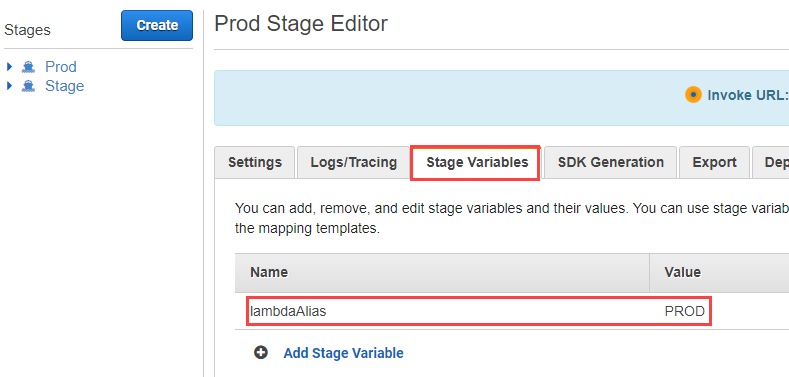 Stages
Create
Prod
Stage
Prod Stage Editor
Invoke URL:
Settings
Logs/Tracing
Stage Variables
SDK Generation
Export
Dep
You can add, remove, and edit stage variables and their values. You can use stage variab
the mapping templates.
Name Value
lambdaAlias PROD
Add Stage Variable